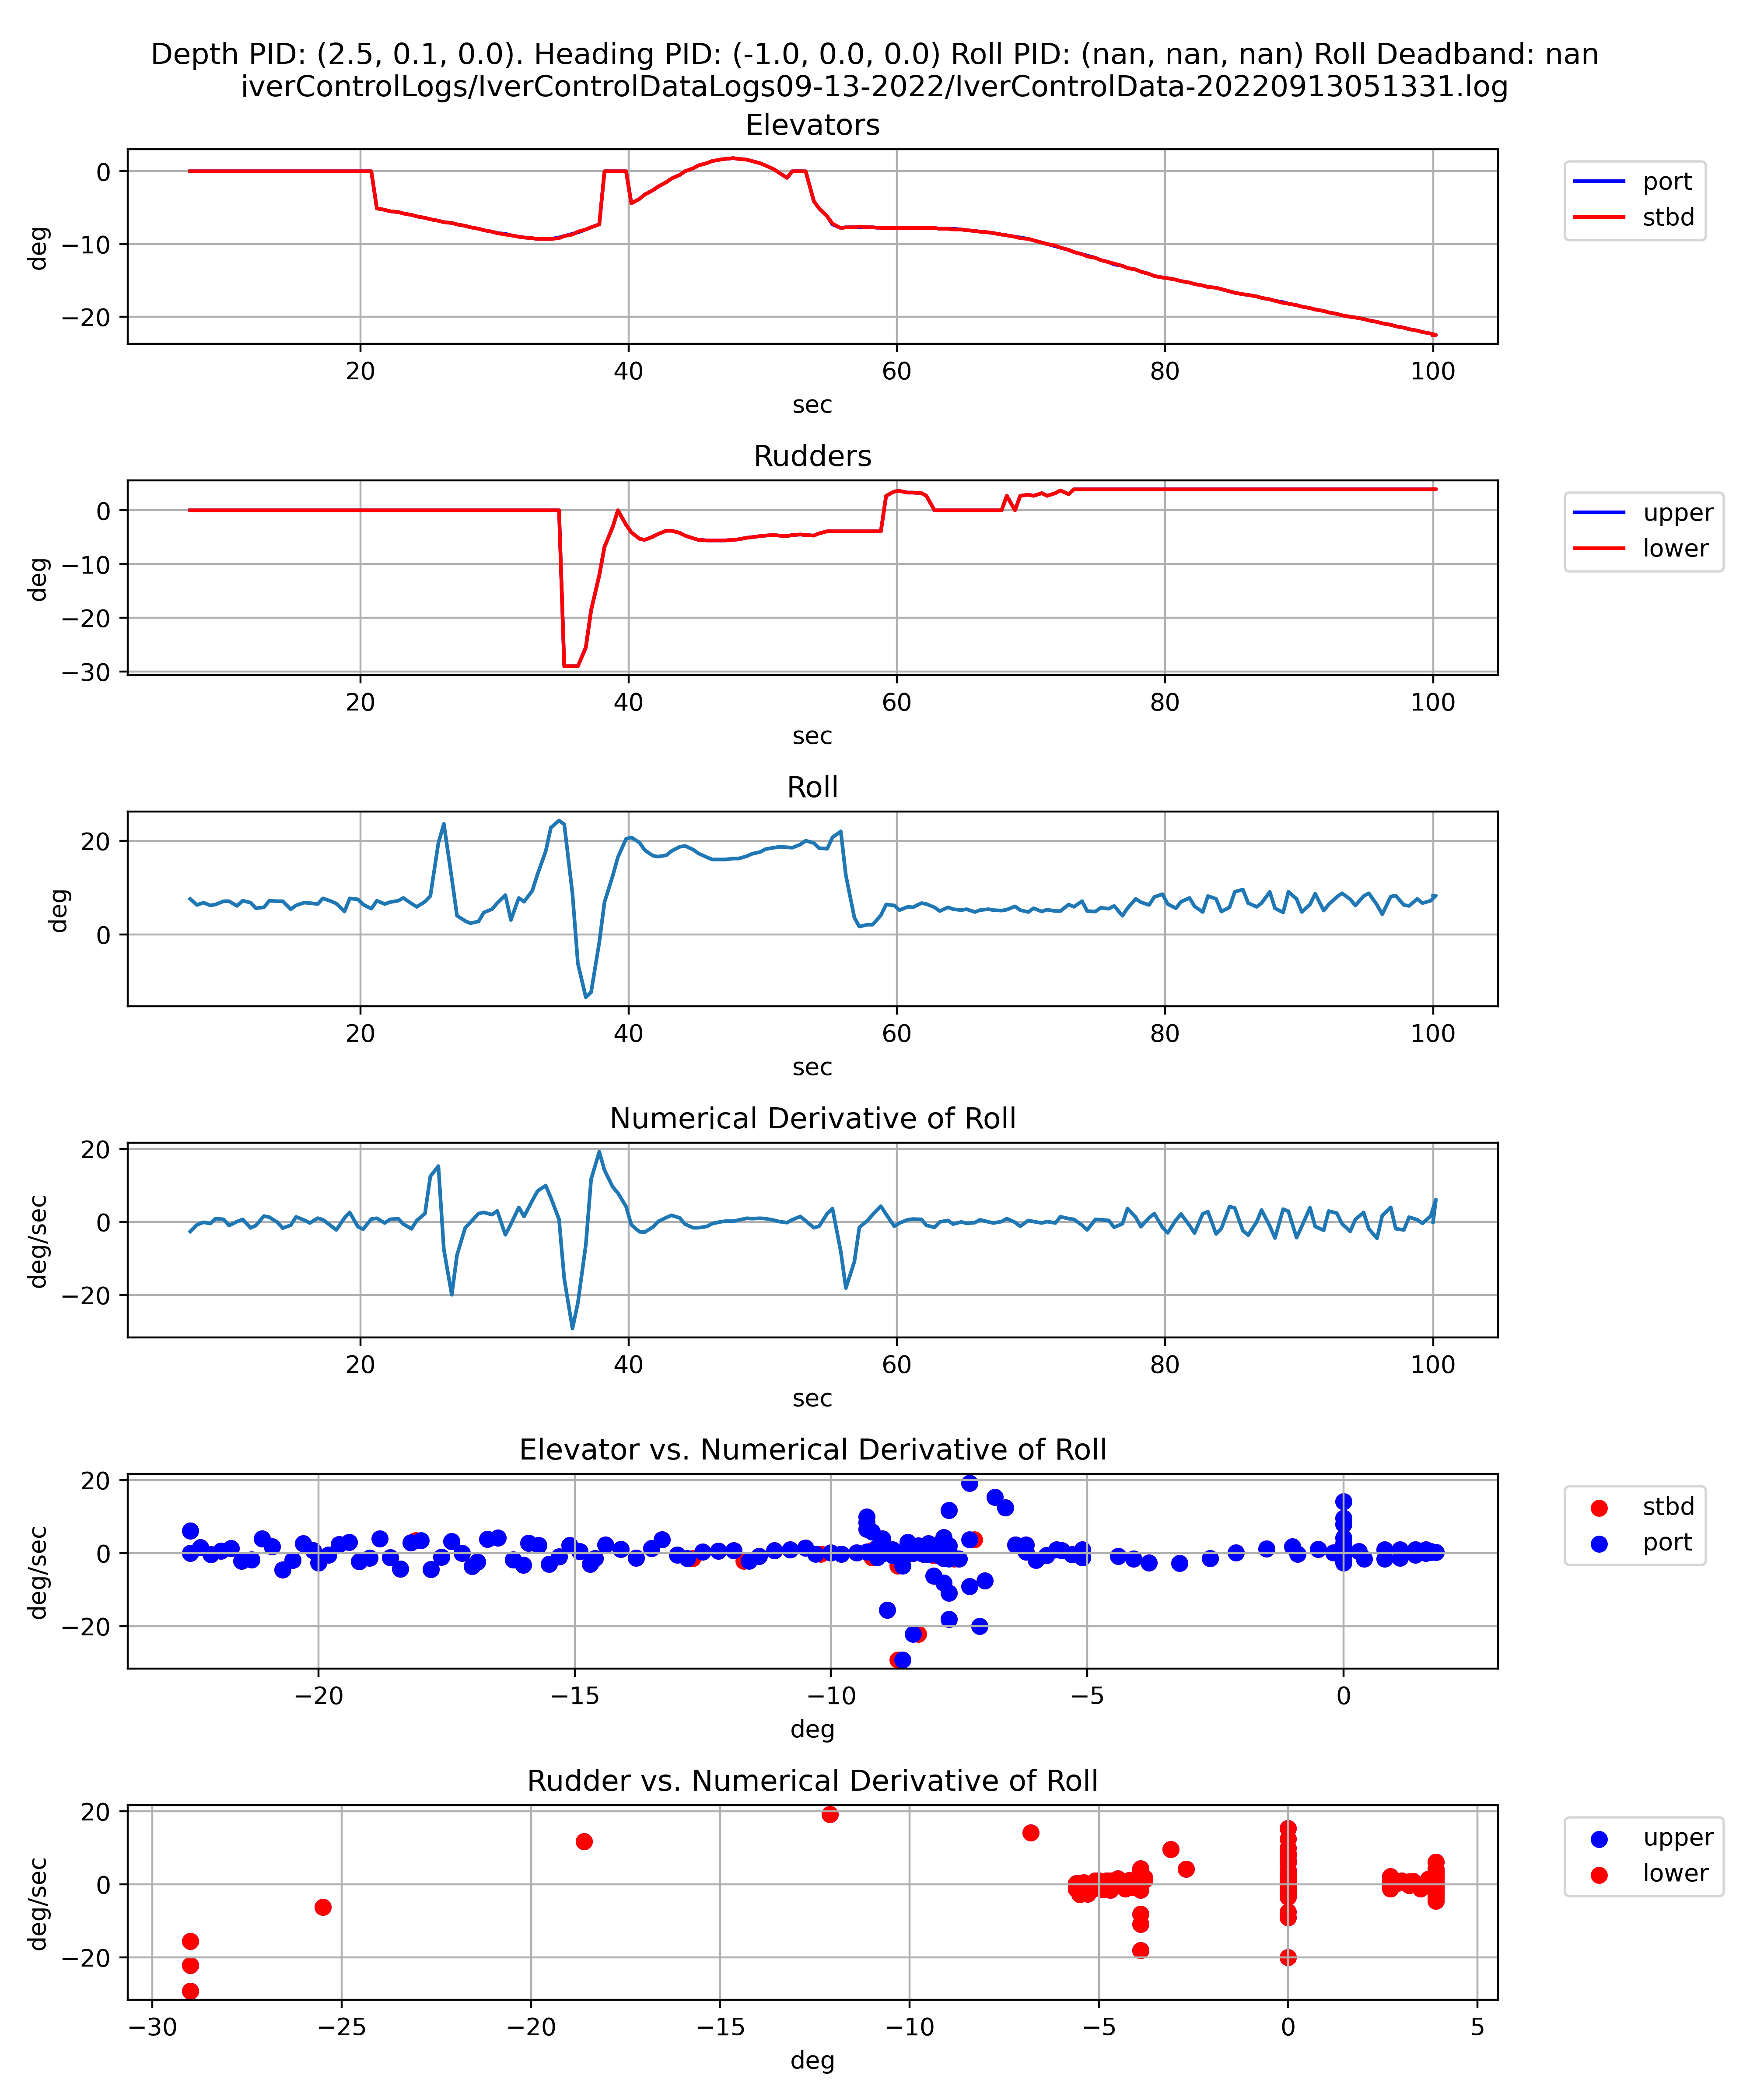 Depth PID: (2.5, 0.1, 0.0). Heading PID: (-1.0, 0.0, 0.0) Roll PID: (nan, nan, nan) Roll Deadband: nan
iverControlLogs/IverControlDataLogs09-13-2022/IverControlData-20220913051331.log
Elevators
0
−10
−20
deg
20 40 60 80 100
sec
port
stbd
Rudders
0
−10
−20
−30
deg
20 40 60 80 100
sec
upper
lower
Roll
20
0
deg
20 40 60 80 100
sec
Numerical Derivative of Roll
20
0
−20
deg/sec
20 40 60 80 100
sec
Elevator vs. Numerical Derivative of Roll
20
0
−20
deg/sec
−20 −15 −10 −5 0
deg
stbd
port
Rudder vs. Numerical Derivative of Roll
20
0
−20
deg/sec
−30 −25 −20 −15 −10 −5 0 5
deg
upper
lower